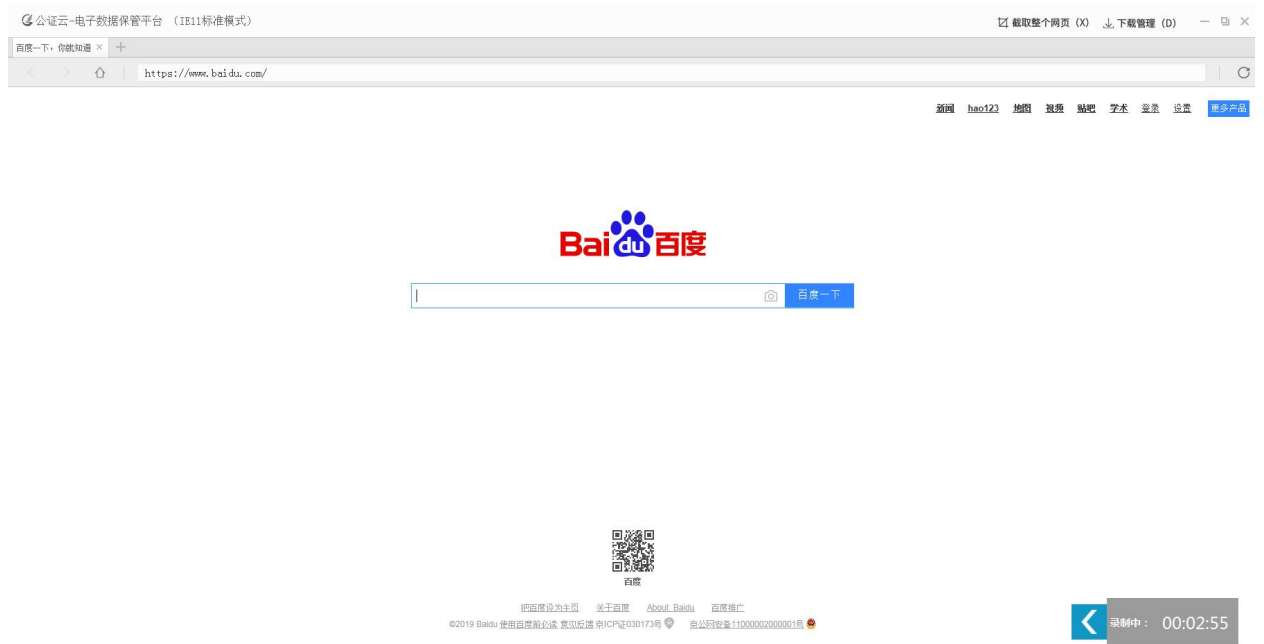 公证云-电子数据保管平台 （IE11标准模式） 截取整个网页 (X) 下载管理 (D)
百度一下，你就知道
https://www.baidu.com/
新闻 hao123 地图 视频 贴吧 学术 登录 设置 更多产品
Bai du 百度
百度一下
百度
把百度设为主页 关于百度 About Baidu 百度推广
©2019 Baidu 使用百度前必读 意见反馈 京ICP证030173号 京公网安备11000002000001号
录制中： 00:02:55